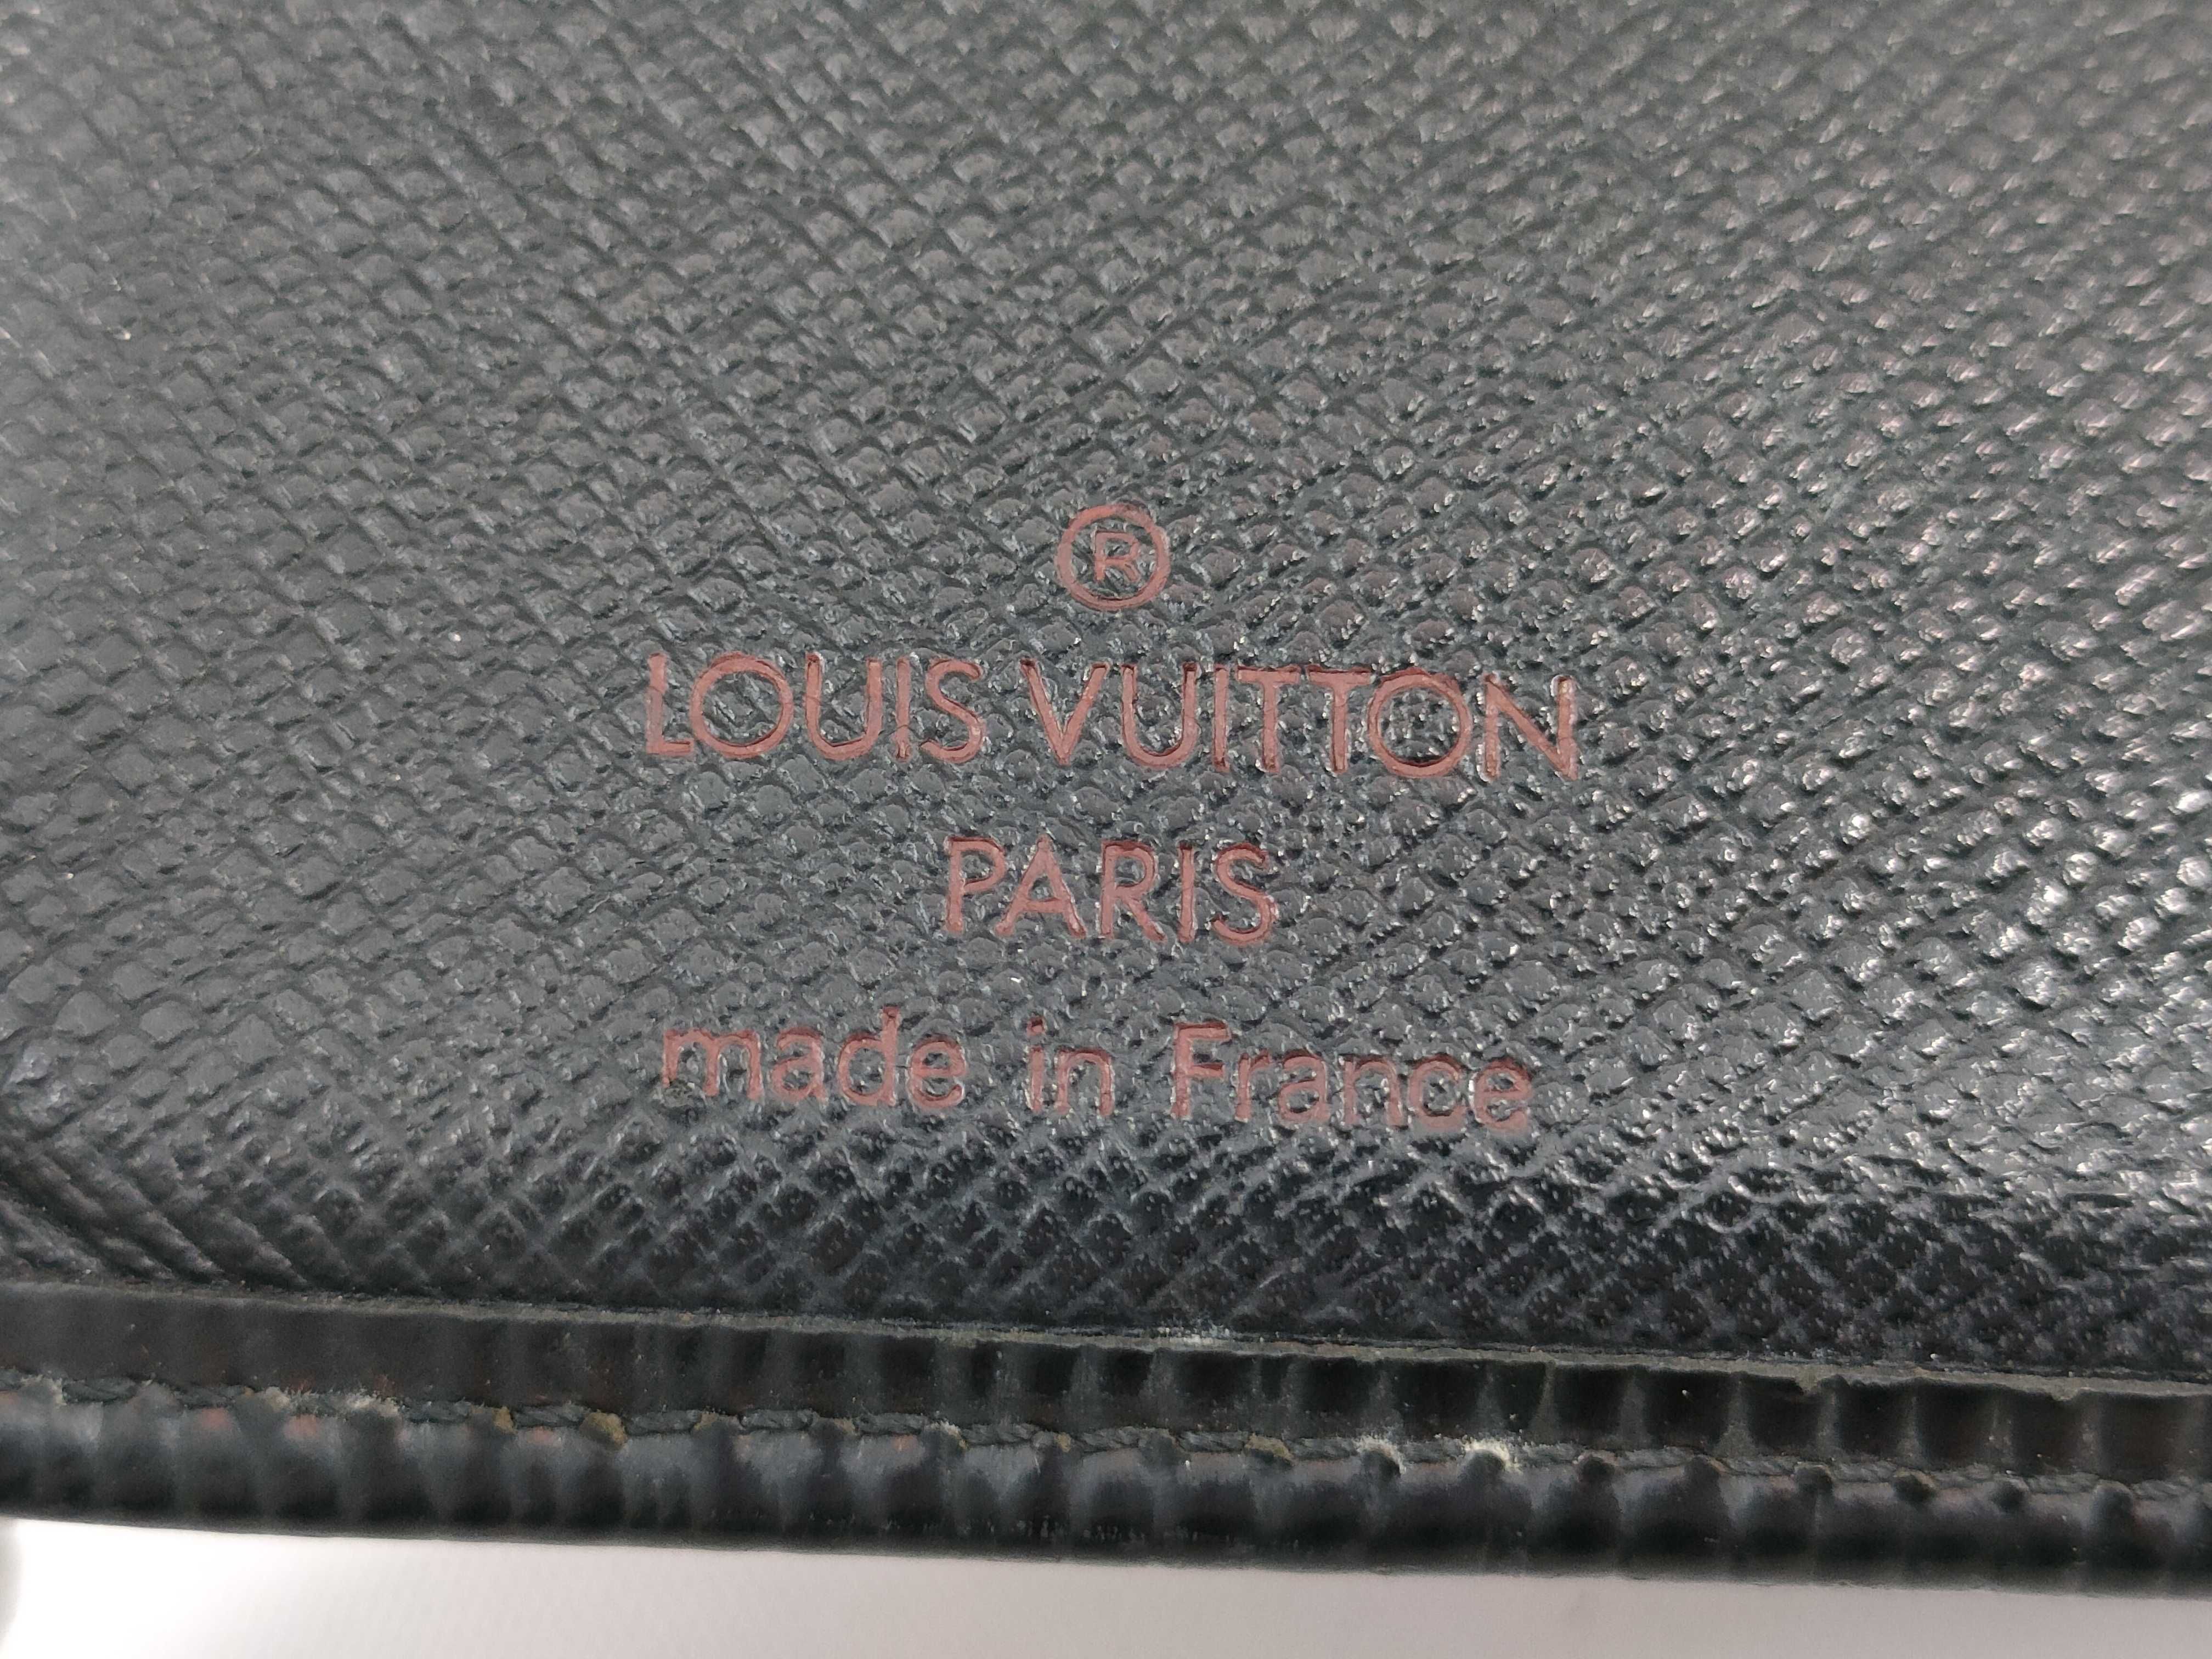 ®
LOUIS VUITTON
PARIS
made in France